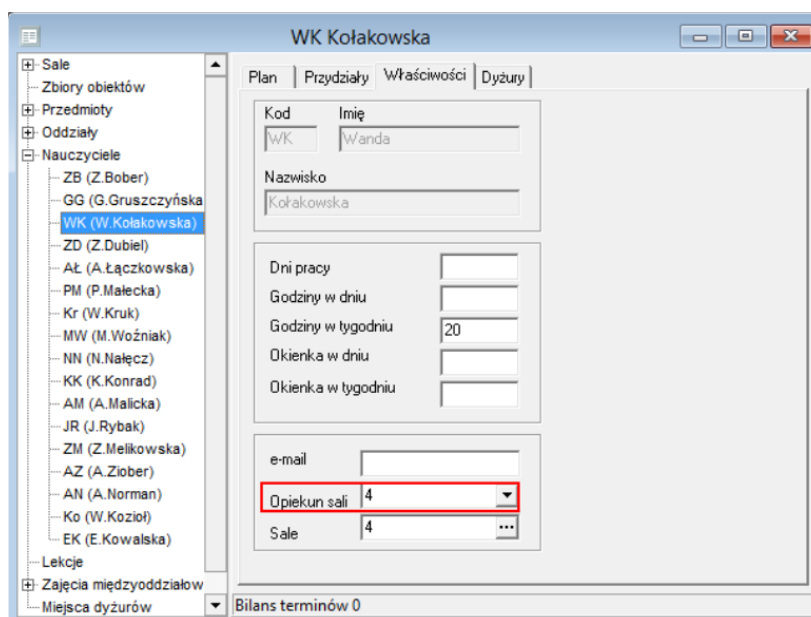 WK Kołakowska
Sale
Zbiory obiektów
Przedmioty
Oddziały
Nauczyciele
ZB (Z.Bober)
GG (G.Gruszczyńska
WK (W.Kołakowska)
ZD (Z.Dubiel)
AŁ (A.Łączkowska)
PM (P.Małecka)
Kr (W.Kruk)
MW (M.Woźniak)
NN (N.Nałęcz)
KK (K.Konrad)
AM (A.Malicka)
JR (J.Rybak)
ZM (Z.Melikowska)
AZ (A.Ziober)
AN (A.Norman)
Ko (W.Kozioł)
EK (E.Kowalska)
Lekcje
Zajęcia międzyoddziałow
Miejsca dyżurów
Plan Przydziały Właściwości Dyżury
Kod Imię
WK Wanda
Nazwisko
Kołakowska
Dni pracy
Godziny w dniu
Godziny w tygodniu 20
Okienka w dniu
Okienka w tygodniu
e-mail
Opiekun sali 4
Sale 4 ...
Bilans terminów 0